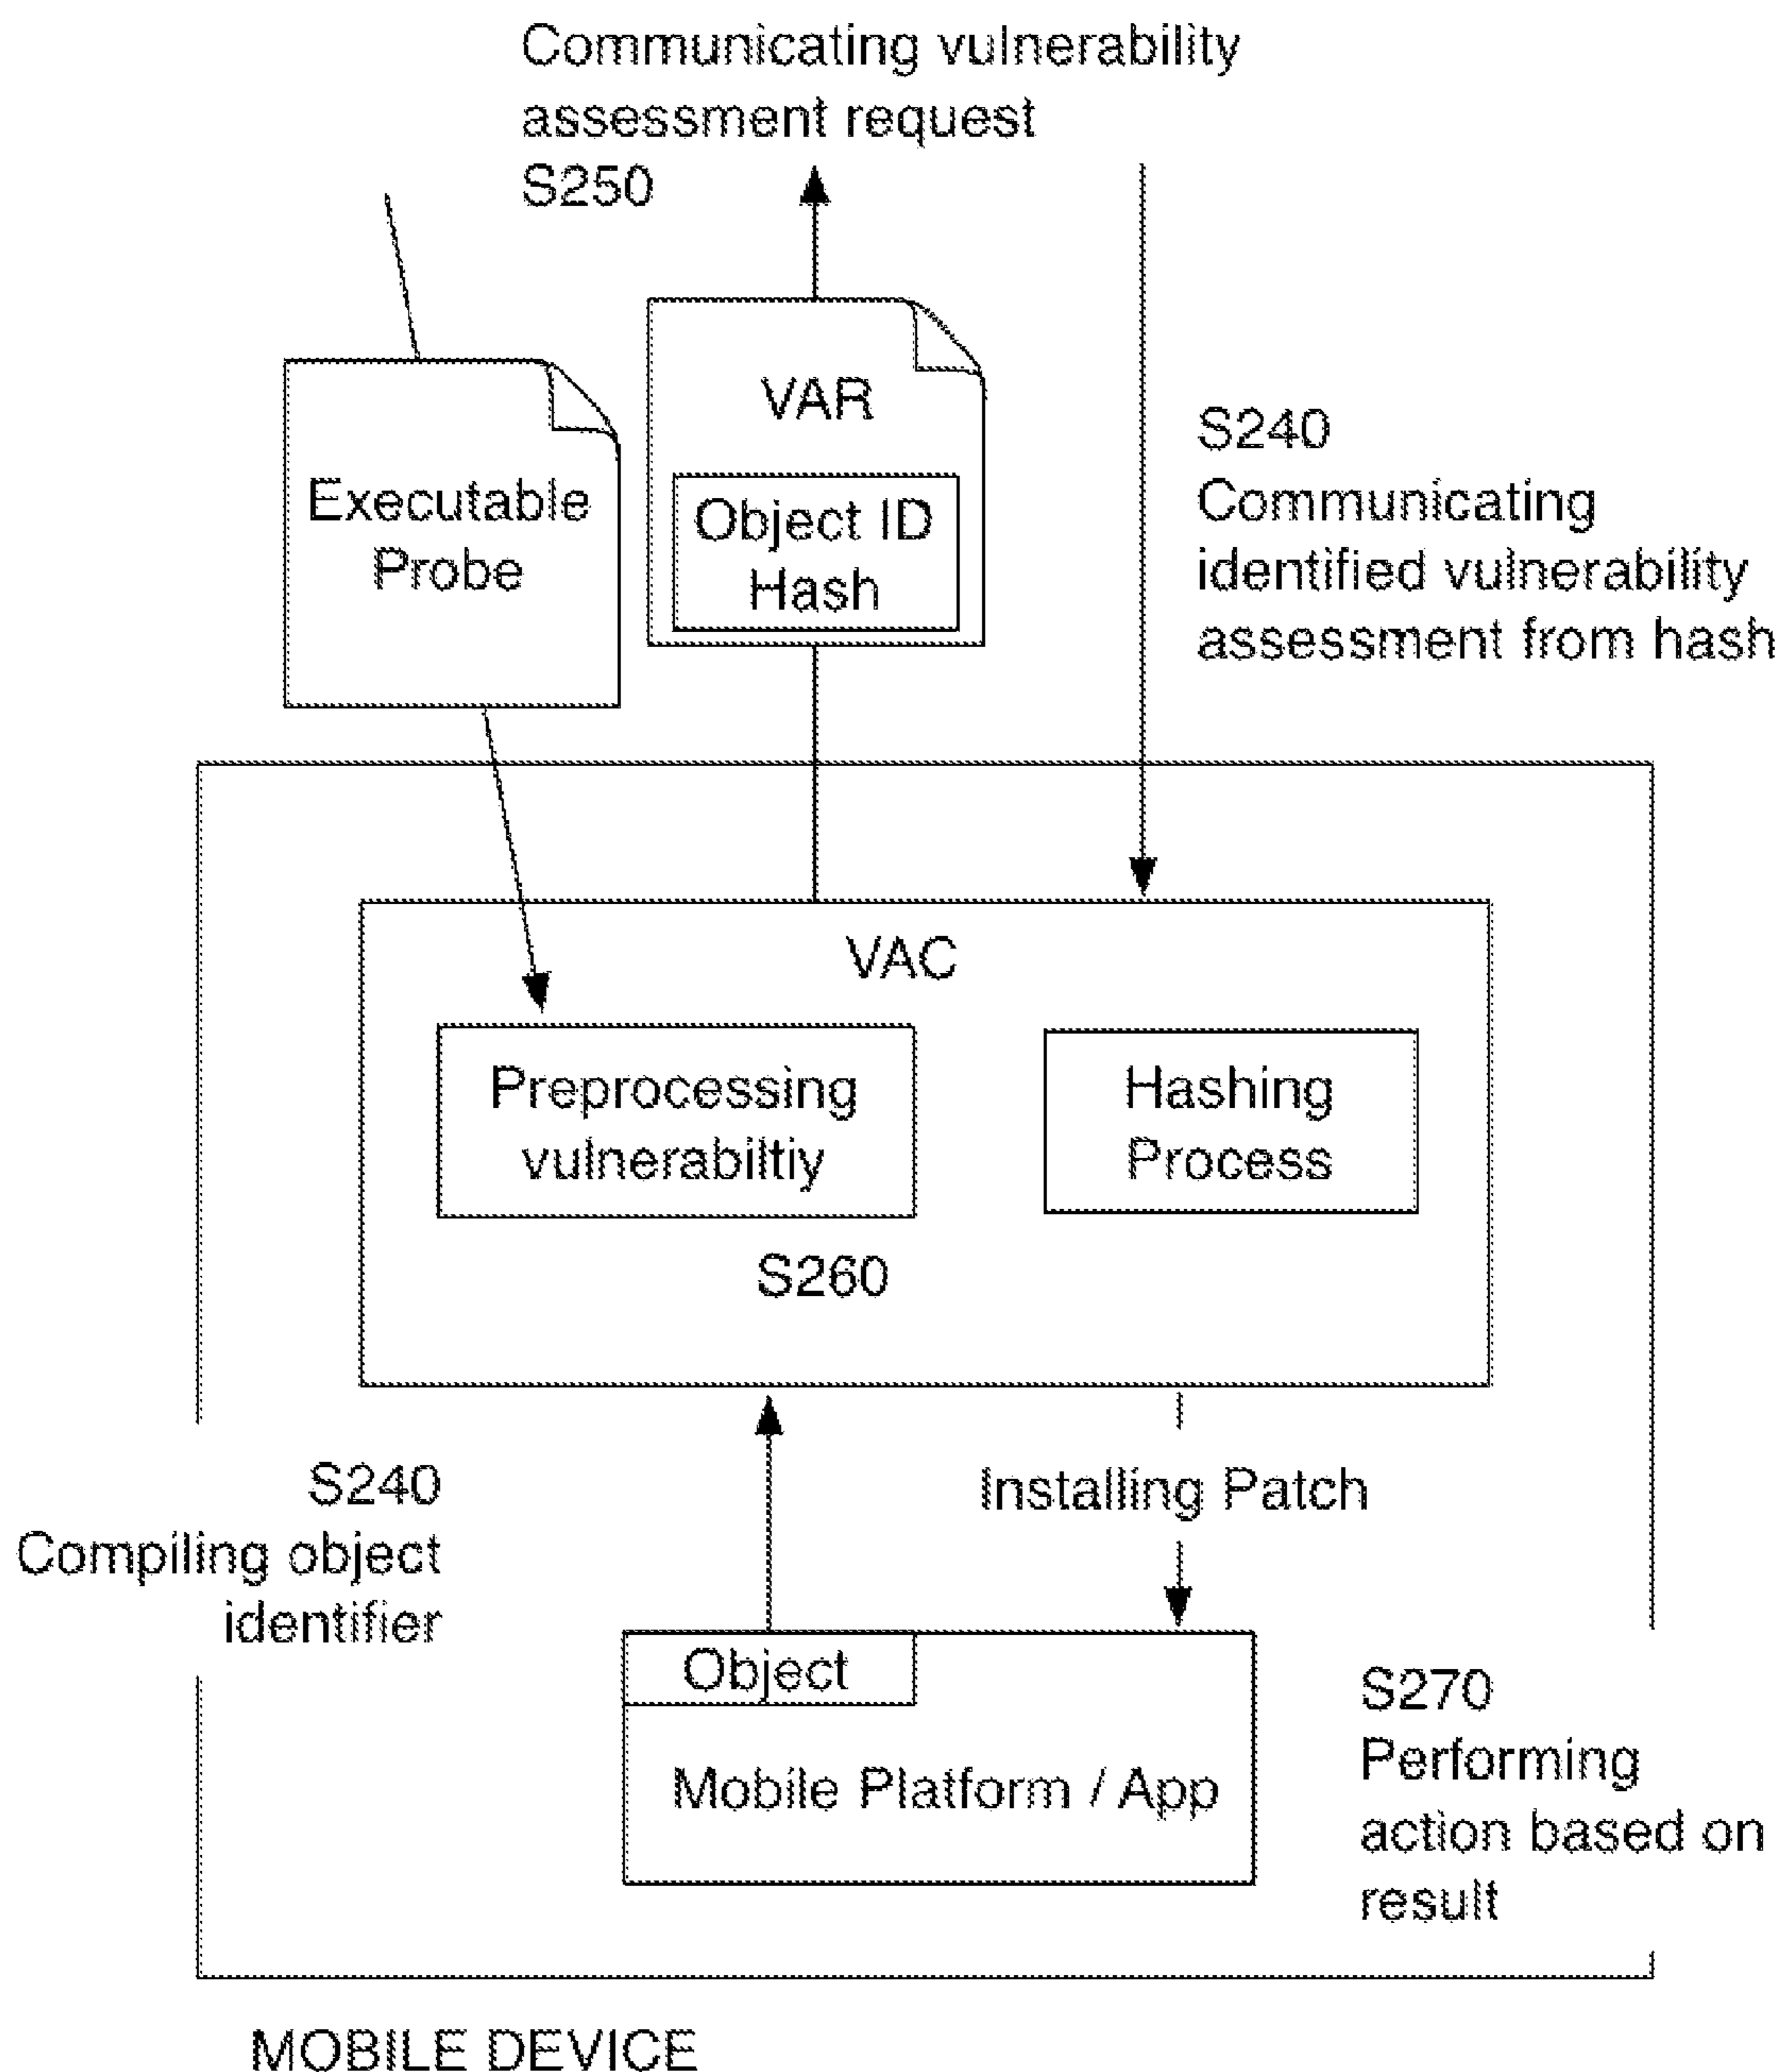 Communicating vulnerability
assessment request
S250
Executable
Probe
VAR
Object ID
Hash
S240
Communicating
identified vulnerability
assessment from hash
VAC
Preprocessing
vulnerabiltiy
Hashing
Process
S260
S240
Compiling object
identifier
Installing Patch
Object
Mobile Platform / App
S270
Performing
action based on
result
MOBILE DEVICE